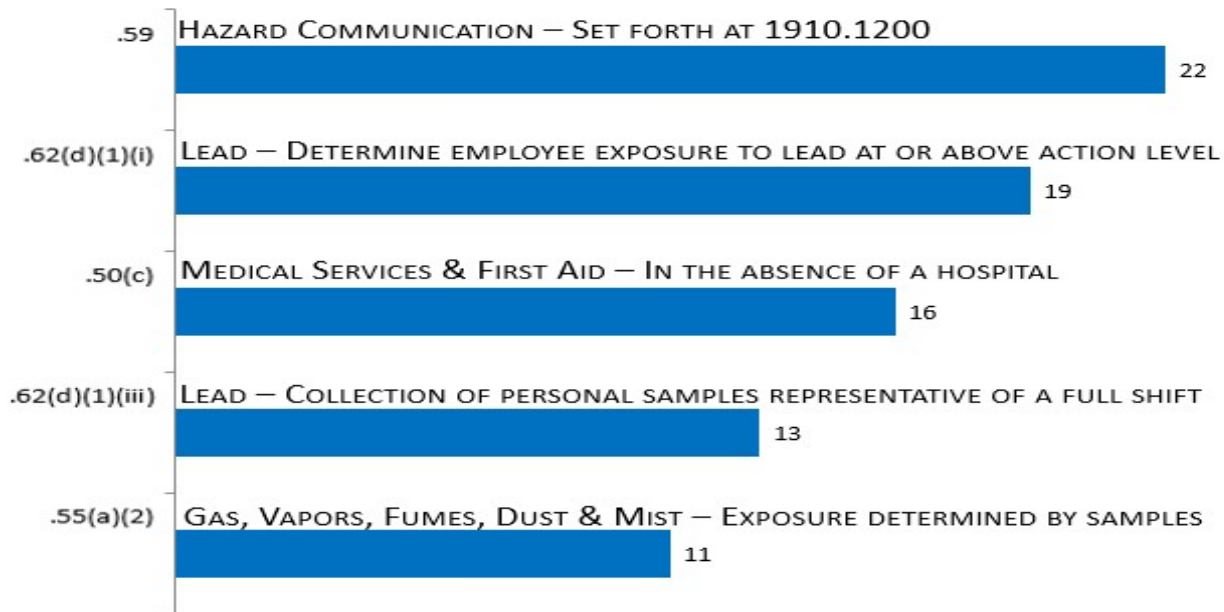 .59 HAZARD COMMUNICATION – SET FORTH AT 1910.1200
22
.62(d)(1)(i) LEAD – DETERMINE EMPLOYEE EXPOSURE TO LEAD AT OR ABOVE ACTION LEVEL
19
.50(c) MEDICAL SERVICES & FIRST AID – IN THE ABSENCE OF A HOSPITAL
16
.62(d)(1)(iii) LEAD – COLLECTION OF PERSONAL SAMPLES REPRESENTATIVE OF A FULL SHIFT
13
.55(a)(2) GAS, VAPORS, FUMES, DUST & MIST – EXPOSURE DETERMINED BY SAMPLES
11